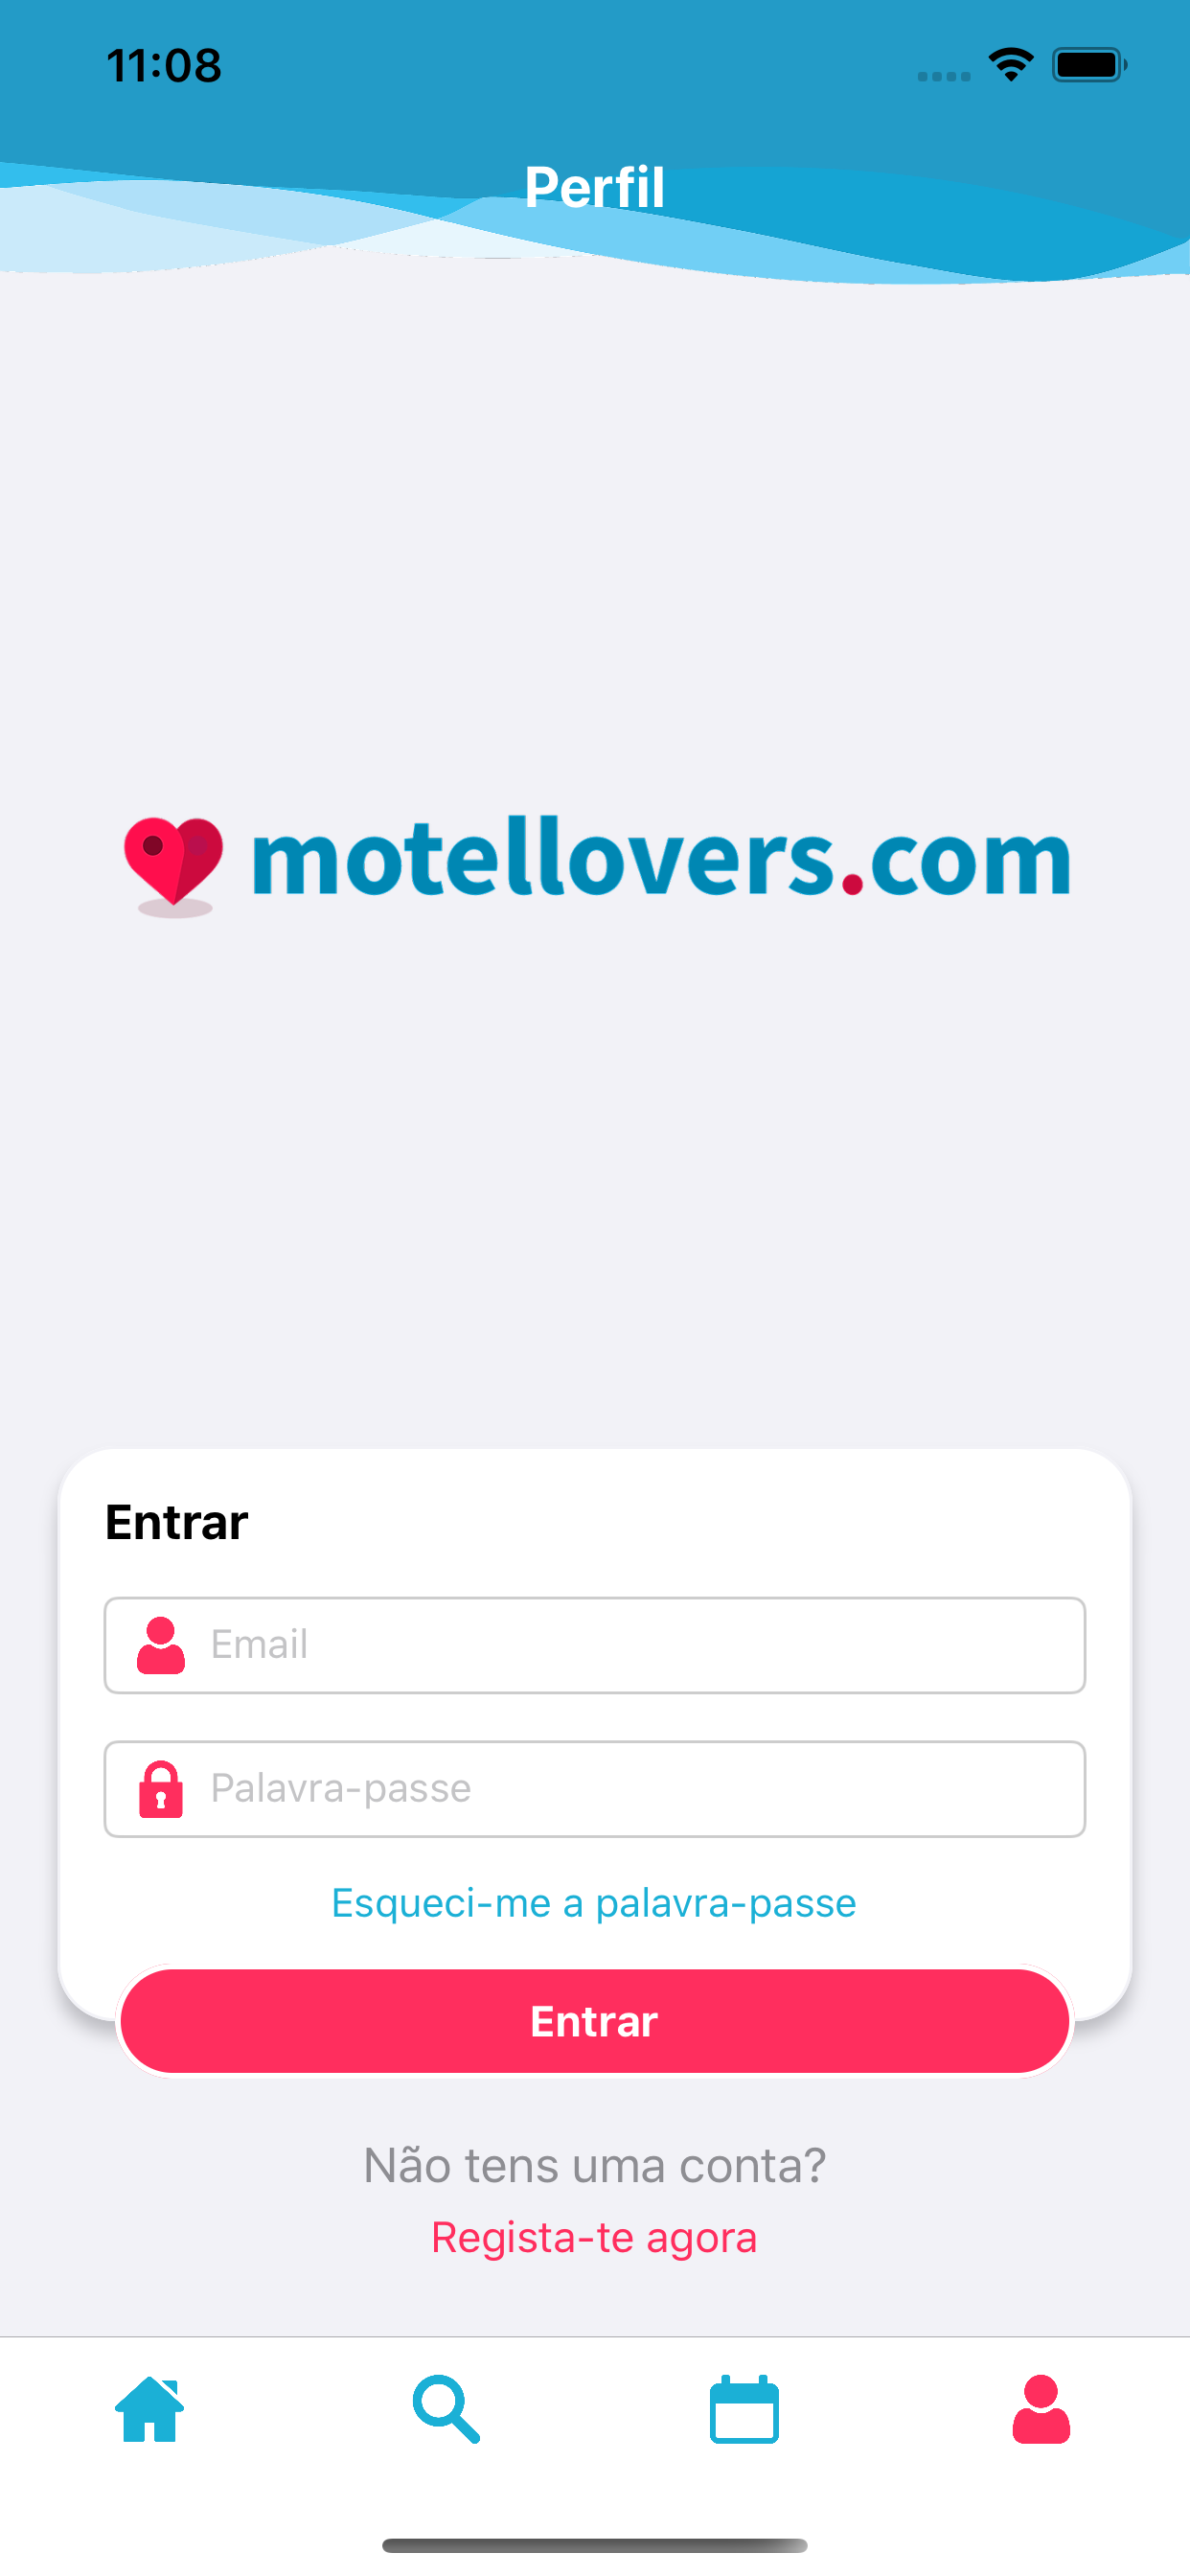 11:08
Perfil
motellovers.com
Entrar
Email
Palavra-passe
Esqueci-me a palavra-passe
Entrar
Não tens uma conta?
Regista-te agora